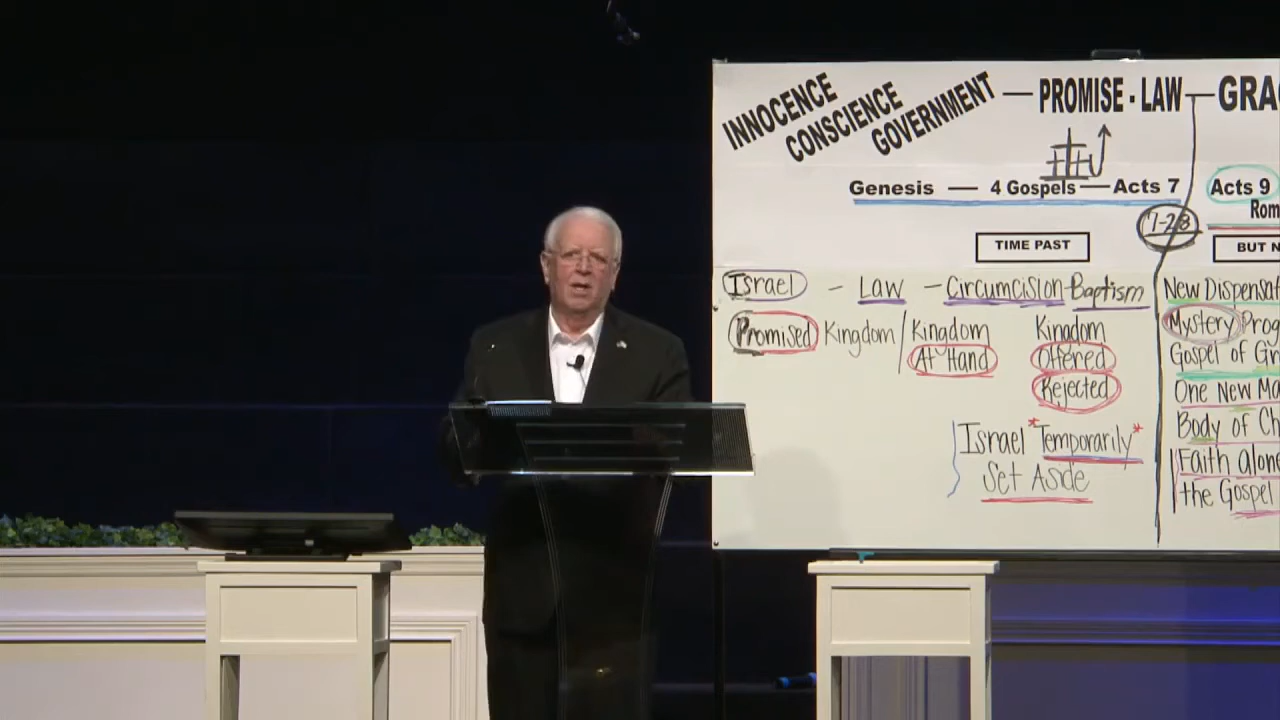 INNOCENCE
CONSCIENCE
GOVERNMENT — PROMISE - LAW — GRA
Genesis — 4 Gospels — Acts 7
Acts 9
Rom
TIME PAST
BUT N
Israel - Law - Circumcision - Baptism
New Dispensat
Promised Kingdom / Kingdom Kingdom
At Hand Offered
Rejected
Mystery Prog
Gospel of Gr
One New Ma
Body of Ch
Israel *Temporarily*
Set Aside
Faith Alone
the Gospel